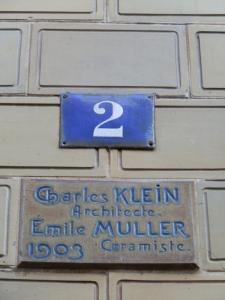 2
Charles KLEIN
Architecte.
Émile MULLER
1903 Céramiste.